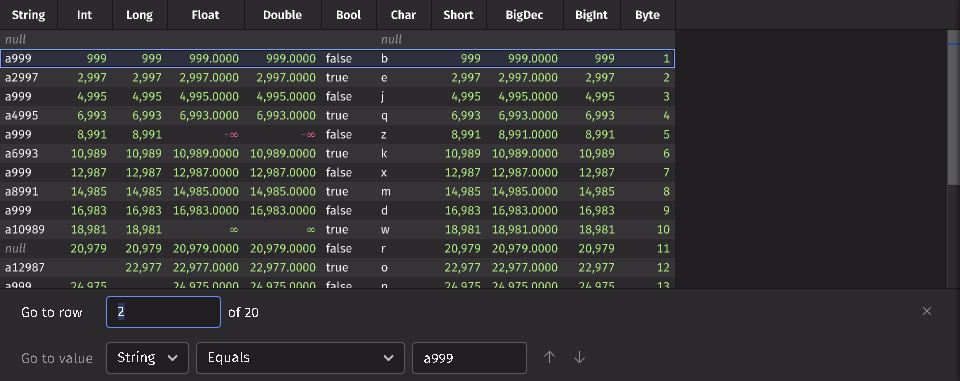 String Int Long Float Double Bool Char Short BigDec BigInt Byte
null null
a999 999 999 999.0000 999.0000 false b 999 999.0000 999 1
a2997 2,997 2,997 2,997.0000 2,997.0000 true e 2,997 2,997.0000 2,997 2
a999 4,995 4,995 4,995.0000 4,995.0000 false j 4,995 4,995.0000 4,995 3
a4995 6,993 6,993 6,993.0000 6,993.0000 true q 6,993 6,993.0000 6,993 4
a999 8,991 8,991 -∞ -∞ false z 8,991 8,991.0000 8,991 5
a6993 10,989 10,989 10,989.0000 10,989.0000 true k 10,989 10,989.0000 10,989 6
a999 12,987 12,987 12,987.0000 12,987.0000 false x 12,987 12,987.0000 12,987 7
a8991 14,985 14,985 14,985.0000 14,985.0000 true m 14,985 14,985.0000 14,985 8
a999 16,983 16,983 16,983.0000 16,983.0000 false d 16,983 16,983.0000 16,983 9
a10989 18,981 18,981 ∞ ∞ true w 18,981 18,981.0000 18,981 10
null 20,979 20,979 20,979.0000 20,979.0000 false r 20,979 20,979.0000 20,979 11
a12987 22,977 22,977.0000 22,977.0000 true o 22,977 22,977.0000 22,977 12
a999 24,975 24,975.0000 24,975.0000 false 24,975 24,975.0000 24,975 13
Go to row 2 of 20
Go to value String Equals a999